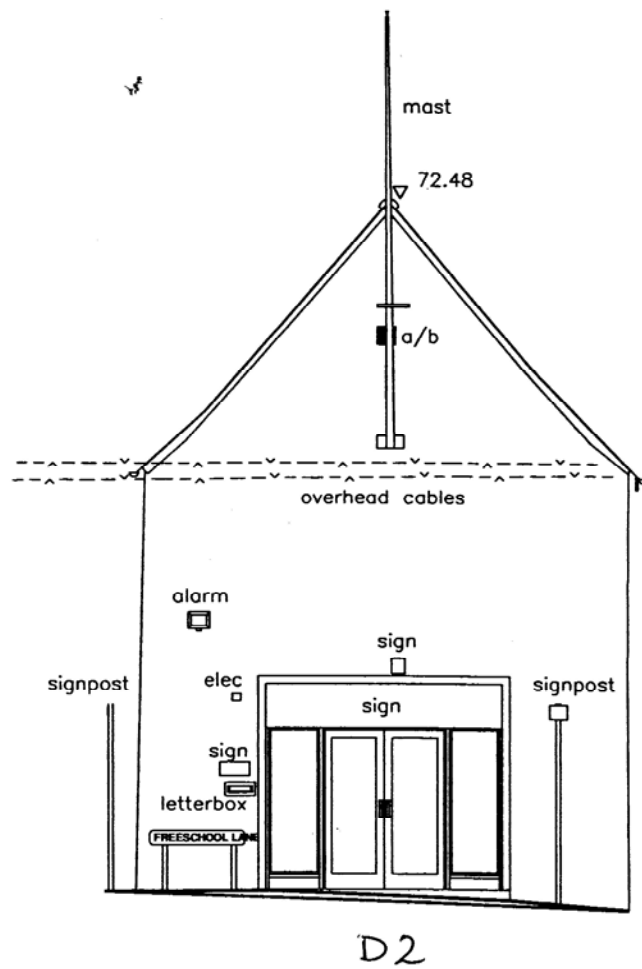 mast
72.48
a/b
overhead cables
alarm
sign
signpost
elec
signpost
sign
sign
letterbox
FREESCHOOL LANE
D2